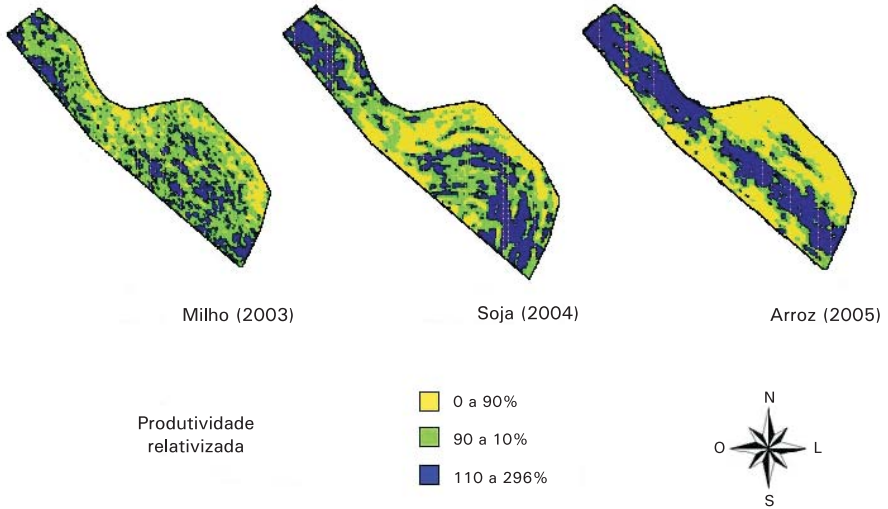 Milho (2003)
Soja (2004)
Arroz (2005)
Produtividade
relativizada
0 a 90%
90 a 10%
110 a 296%
N
O
L
S